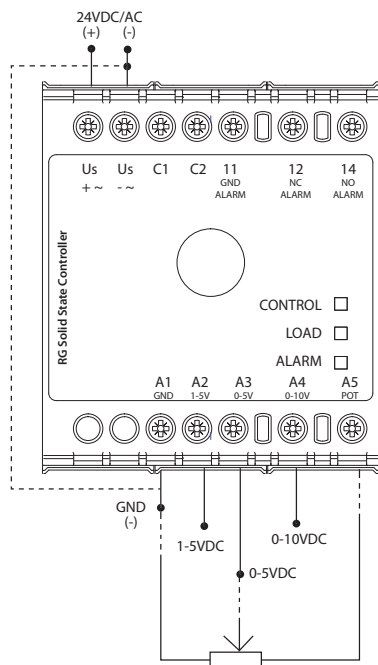 24VDC/AC
(+) (-)
Us Us C1 C2 11 12 14
+ ~ - ~ GND ALARM NC ALARM NO ALARM
RG Solid State Controller
CONTROL
LOAD
ALARM
A1 A2 A3 A4 A5
GND 1-5V 0-5V 0-10V POT
GND
(-)
1-5VDC
0-10VDC
0-5VDC